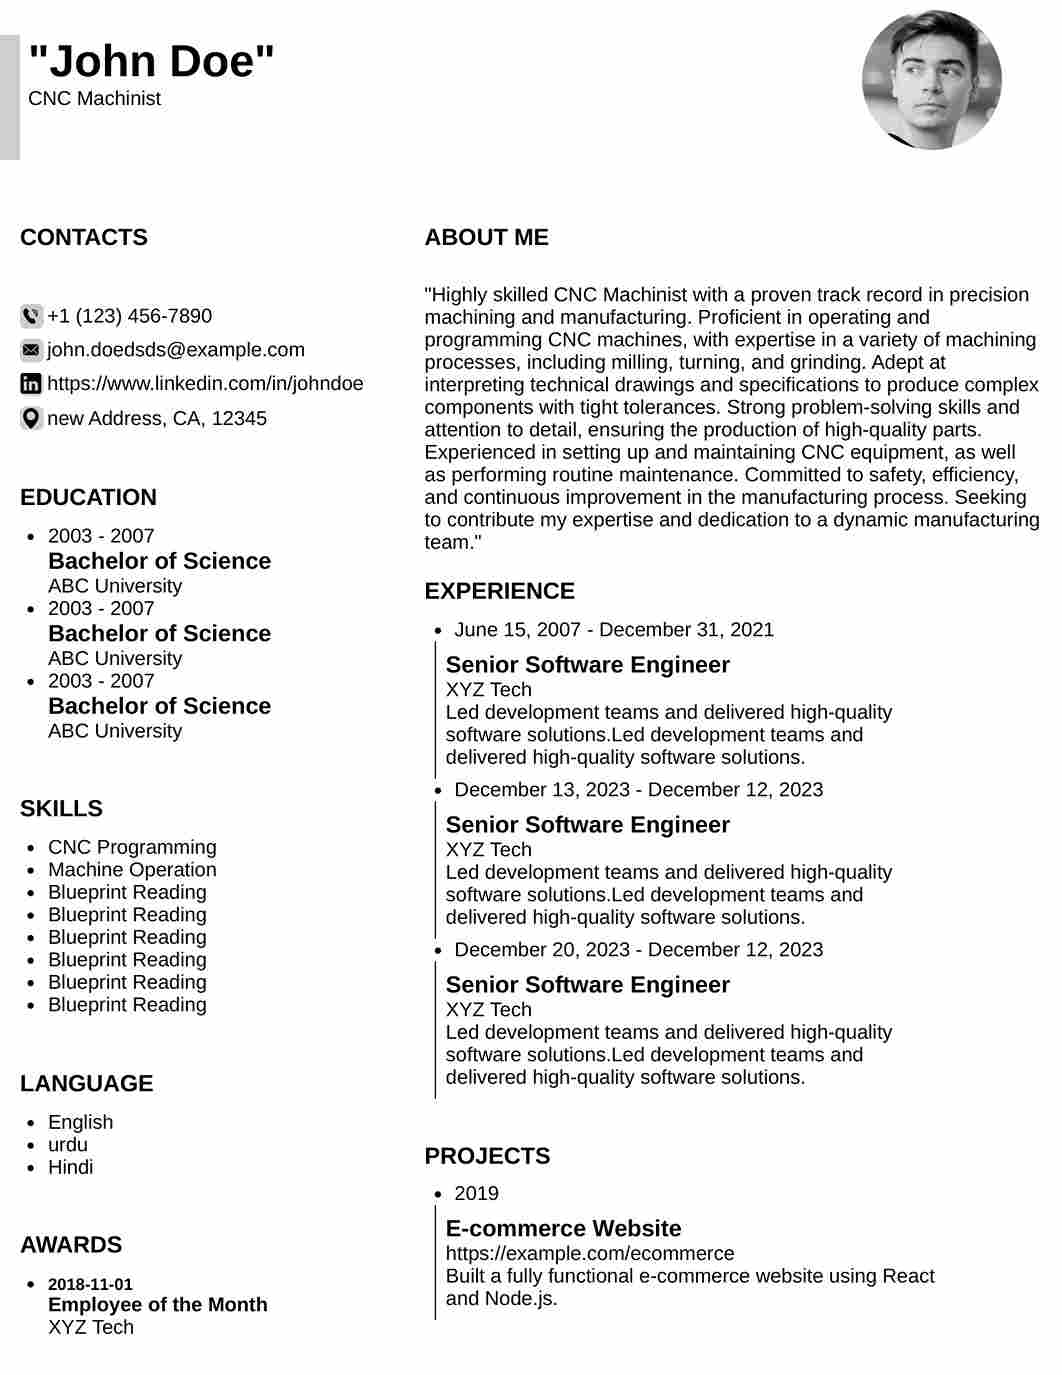 "John Doe"
CNC Machinist
CONTACTS
+1 (123) 456-7890
john.doedsds@example.com
https://www.linkedin.com/in/johndoe
new Address, CA, 12345
EDUCATION
2003 - 2007
Bachelor of Science
ABC University
2003 - 2007
Bachelor of Science
ABC University
2003 - 2007
Bachelor of Science
ABC University
SKILLS
CNC Programming
Machine Operation
Blueprint Reading
Blueprint Reading
Blueprint Reading
Blueprint Reading
Blueprint Reading
Blueprint Reading
LANGUAGE
English
urdu
Hindi
AWARDS
2018-11-01
Employee of the Month
XYZ Tech
ABOUT ME
"Highly skilled CNC Machinist with a proven track record in precision
machining and manufacturing. Proficient in operating and
programming CNC machines, with expertise in a variety of machining
processes, including milling, turning, and grinding. Adept at
interpreting technical drawings and specifications to produce complex
components with tight tolerances. Strong problem-solving skills and
attention to detail, ensuring the production of high-quality parts.
Experienced in setting up and maintaining CNC equipment, as well
as performing routine maintenance. Committed to safety, efficiency,
and continuous improvement in the manufacturing process. Seeking
to contribute my expertise and dedication to a dynamic manufacturing
team."
EXPERIENCE
June 15, 2007 - December 31, 2021
Senior Software Engineer
XYZ Tech
Led development teams and delivered high-quality
software solutions.Led development teams and
delivered high-quality software solutions.
December 13, 2023 - December 12, 2023
Senior Software Engineer
XYZ Tech
Led development teams and delivered high-quality
software solutions.Led development teams and
delivered high-quality software solutions.
December 20, 2023 - December 12, 2023
Senior Software Engineer
XYZ Tech
Led development teams and delivered high-quality
software solutions.Led development teams and
delivered high-quality software solutions.
PROJECTS
2019
E-commerce Website
https://example.com/ecommerce
Built a fully functional e-commerce website using React
and Node.js.